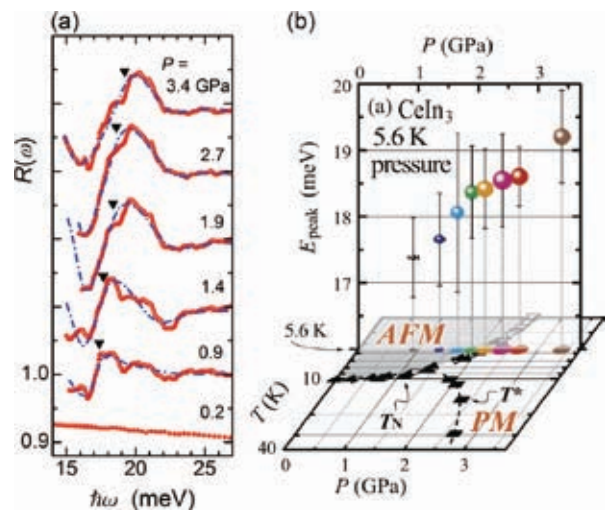 (a)
P =
3.4 GPa
2.7
1.9
1.4
0.9
0.2
R(ω)
1.0
0.9
15 20 25
ℏω (meV)
(b)
P (GPa)
0 1 2 3
20
19
18
17
E peak (meV)
(a) CeIn3
5.6 K
pressure
5.6 K
AFM
10
T (K)
40
TN
T*
PM
0 1 2 3
P (GPa)